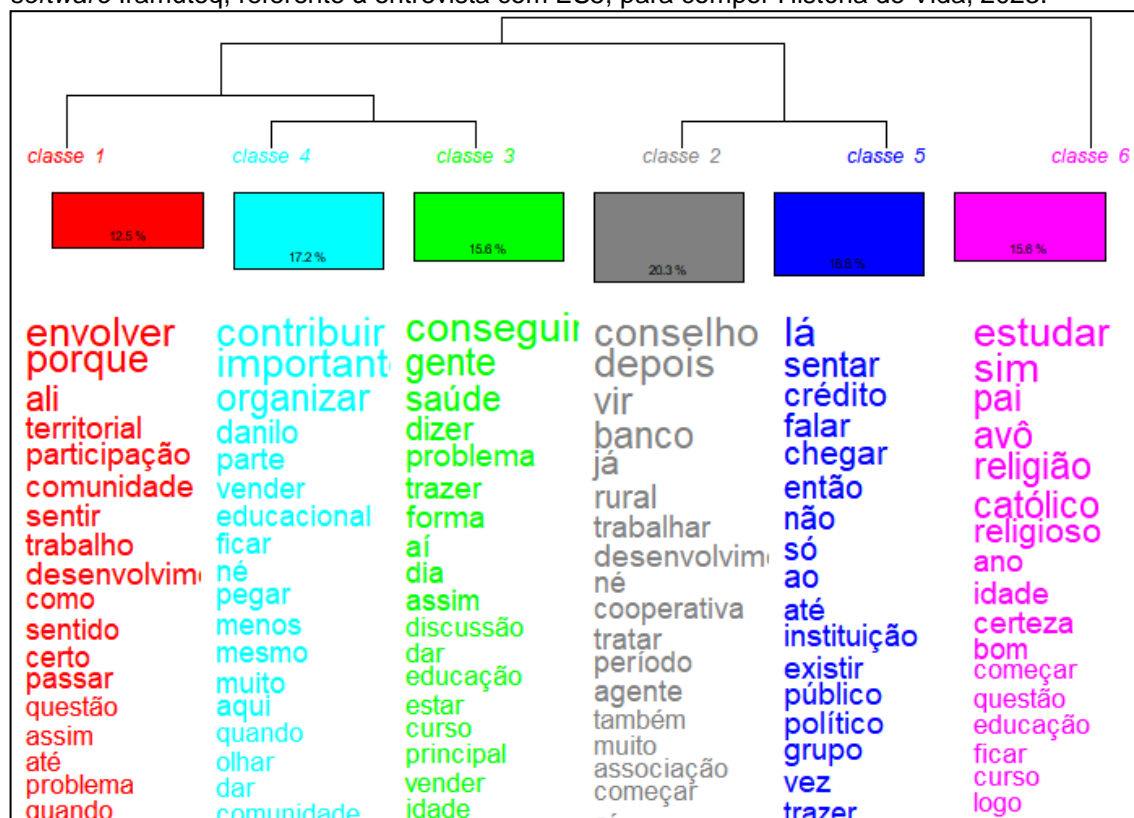 software Iramuteq, referente à entrevista com para compor História de Vida, 2023.
classe 1 classe 4 classe 3 classe 2 classe 5 classe 6
12.5 % 17.2 % 15.6 % 20.3 % 18.8 % 15.6 %
envolver
porque
ali
territorial
participação
comunidade
sentir
trabalho
desenvolvim
como
sentido
certo
passar
questão
assim
até
problema
quando
contribuir
important
organizar
danilo
parte
vender
educacional
ficar
né
pegar
menos
mesmo
muito
aqui
quando
olhar
dar
comunidade
conseguir
gente
saúde
dizer
problema
trazer
forma
aí
dia
assim
discussão
dar
educação
estar
curso
principal
vender
idade
conselho
depois
vir
banco
já
rural
trabalhar
desenvolvim
né
cooperativa
tratar
período
agente
também
muito
associação
começar
lá
sentar
crédito
falar
chegar
então
não
só
ao
até
instituição
existir
público
político
grupo
vez
trazer
estudar
sim
pai
avô
religião
católico
religioso
ano
idade
certeza
bom
começar
questão
educação
ficar
curso
logo